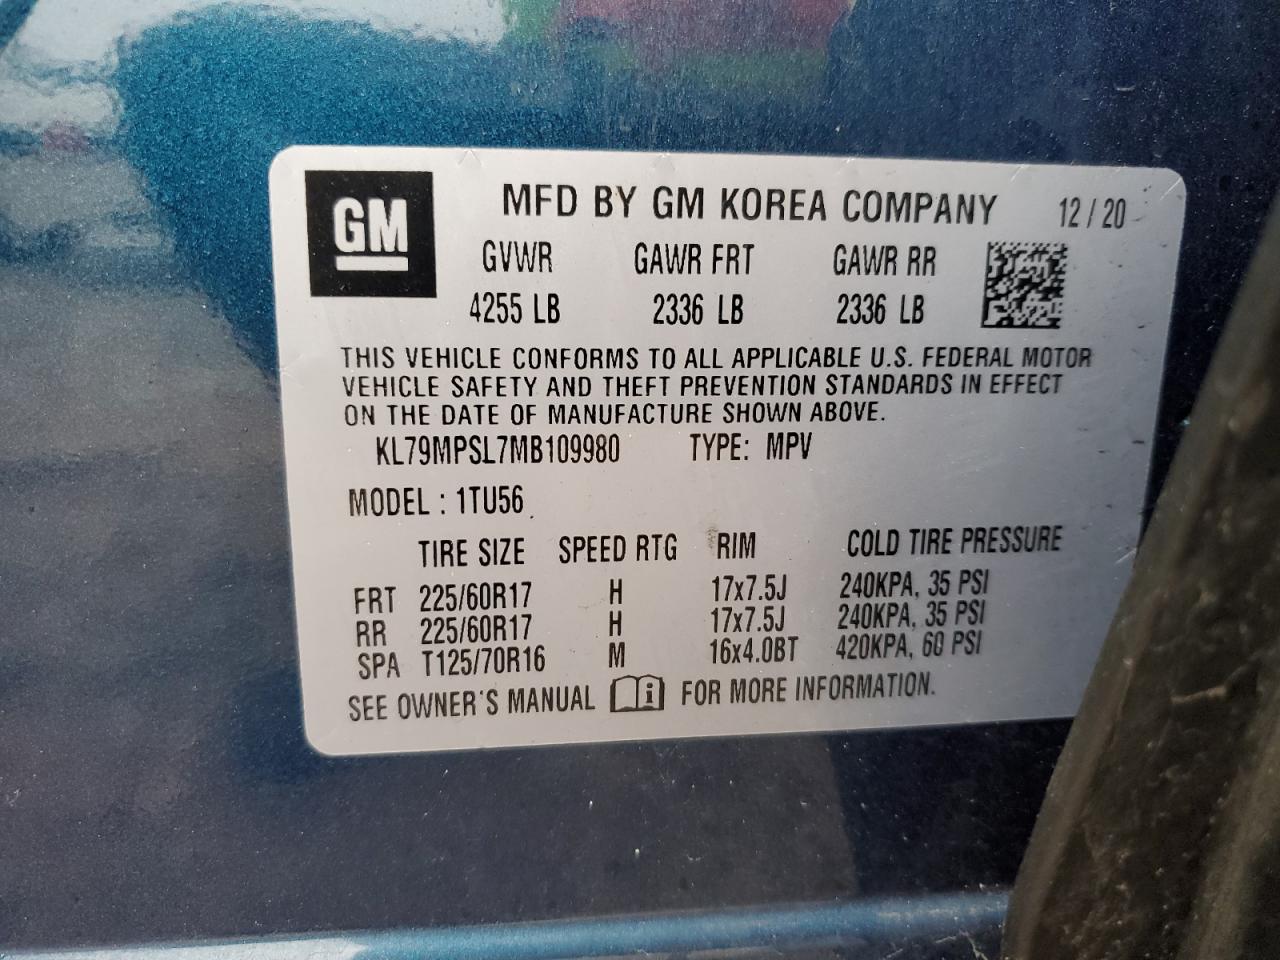 GM
MFD BY GM KOREA COMPANY 12/20
GVWR GAWR FRT GAWR RR
4255 LB 2336 LB 2336 LB
THIS VEHICLE CONFORMS TO ALL APPLICABLE U.S. FEDERAL MOTOR
VEHICLE SAFETY AND THEFT PREVENTION STANDARDS IN EFFECT
ON THE DATE OF MANUFACTURE SHOWN ABOVE.
KL79MPSL7MB109980 TYPE: MPV
MODEL : 1TU56
TIRE SIZE SPEED RTG RIM COLD TIRE PRESSURE
FRT 225/60R17 H 17x7.5J 240KPA, 35 PSI
RR 225/60R17 H 17x7.5J 240KPA, 35 PSI
SPA T125/70R16 M 16x4.0BT 420KPA, 60 PSI
SEE OWNER'S MANUAL i FOR MORE INFORMATION.